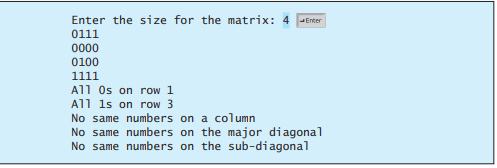 Enter the size for the matrix: 4 ↵Enter
0111
0000
0100
1111
All 0s on row 1
All 1s on row 3
No same numbers on a column
No same numbers on the major diagonal
No same numbers on the sub-diagonal